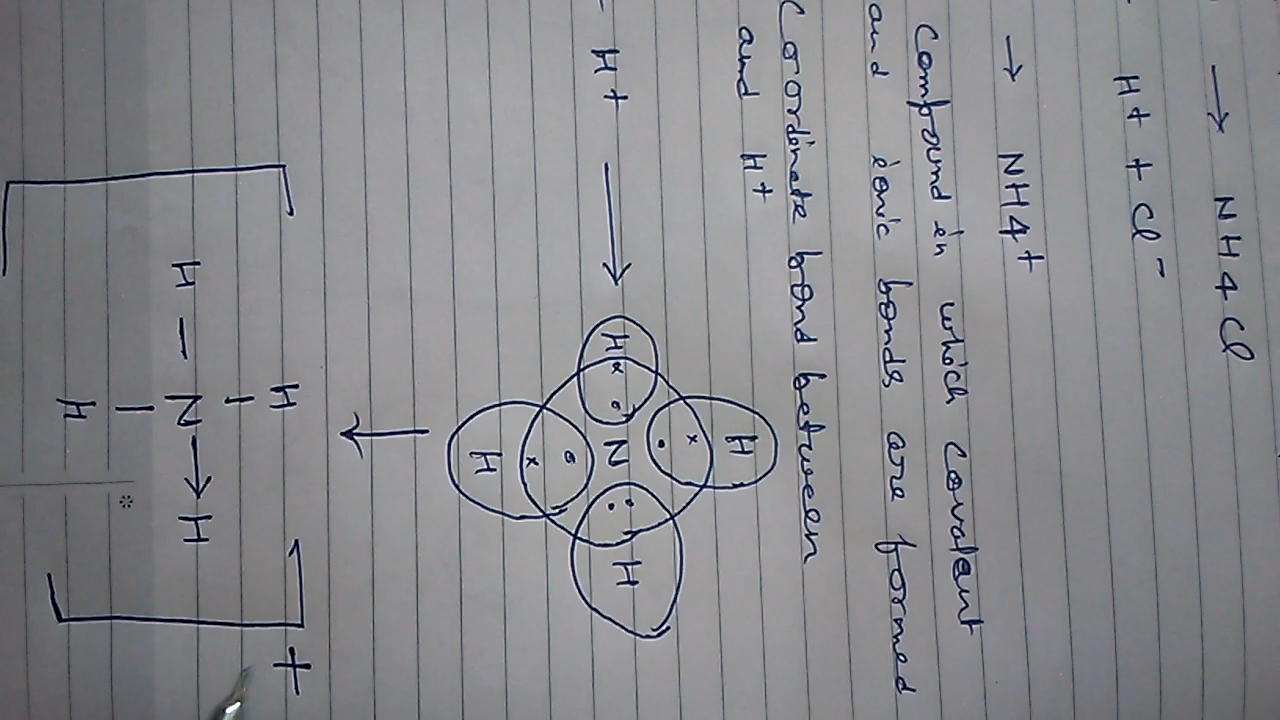 → NH4Cl
H+ + Cl-
→ NH4+
Compound in which covalent
and ionic bonds are formed
Coordinate bond between
and H+
H+ →
H
H N H
H
H
H - N → H
H
+